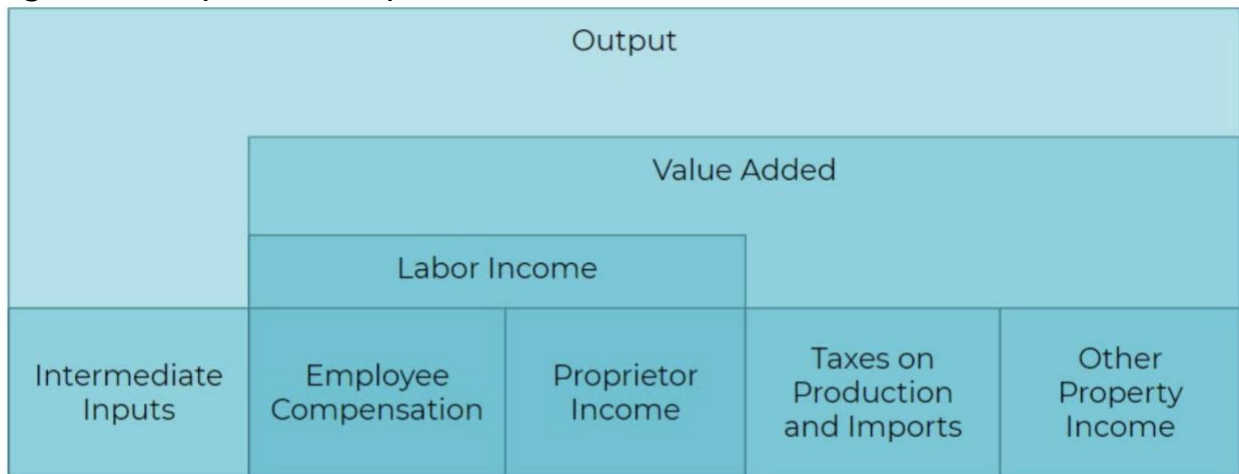 Output
Value Added
Labor Income
Intermediate
Inputs
Employee
Compensation
Proprietor
Income
Taxes on
Production
and Imports
Other
Property
Income